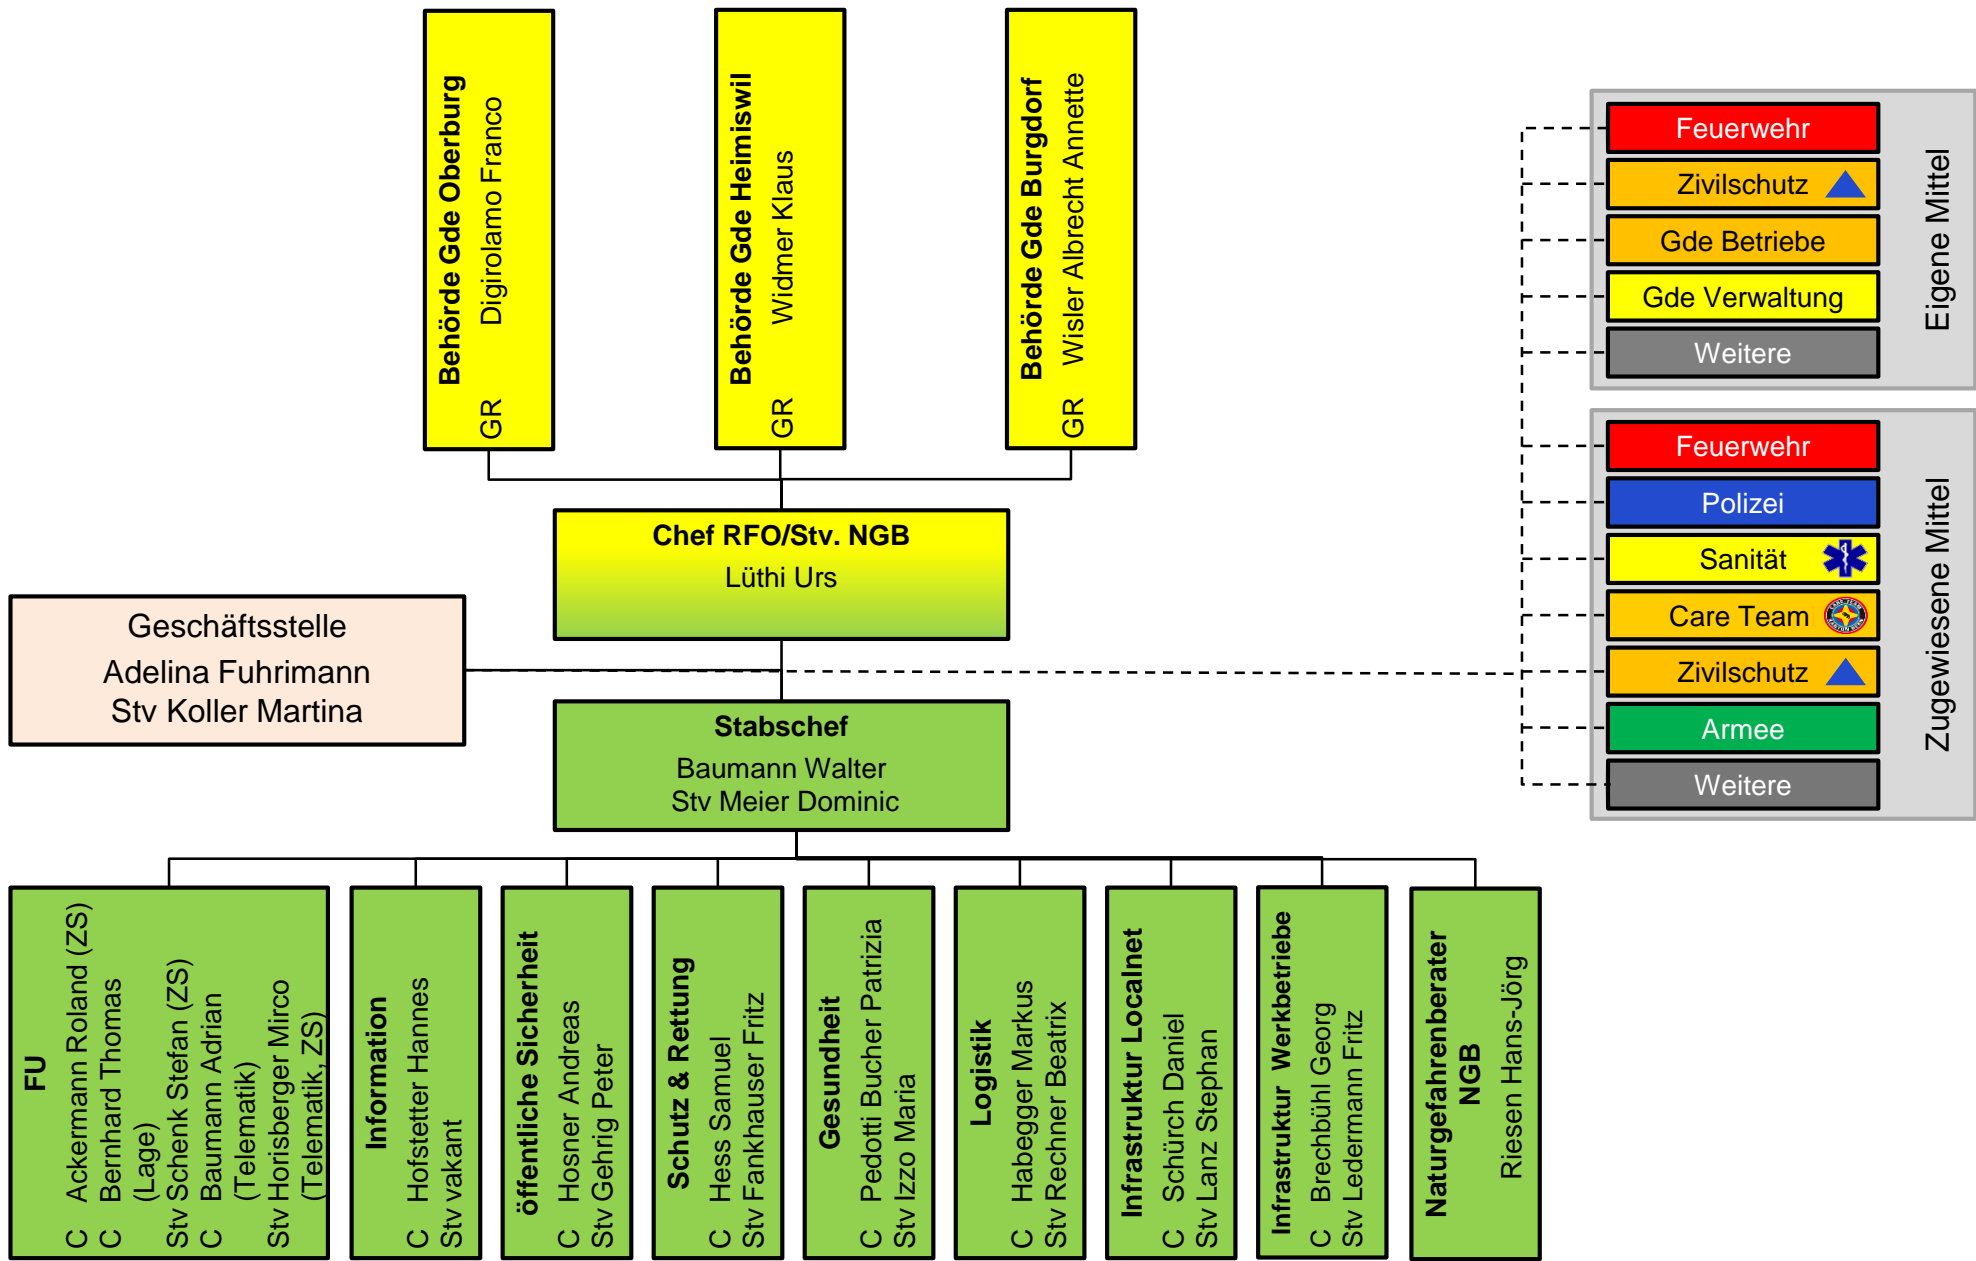 Behörde Gde Oberburg
GR Digirolamo Franco
Behörde Gde Heimiswil
GR Widmer Klaus
Behörde Gde Burgdorf
GR Wisler Albrecht Annette
Chef RFO/Stv. NGB
Lüthi Urs
Geschäftsstelle
Adelina Fuhrimann
Stv Koller Martina
Stabschef
Baumann Walter
Stv Meier Dominic
FU
C Ackermann Roland (ZS)
C Bernhard Thomas
(Lage)
Stv Schenk Stefan (ZS)
C Baumann Adrian
(Telematik)
Stv Horisberger Mirco
(Telematik, ZS)
Information
C Hofstetter Hannes
Stv vakant
öffentliche Sicherheit
C Hosner Andreas
Stv Gehrig Peter
Schutz & Rettung
C Hess Samuel
Stv Fankhauser Fritz
Gesundheit
C Pedotti Bucher Patrizia
Stv Izzo Maria
Logistik
C Habegger Markus
Stv Rechner Beatrix
Infrastruktur Localnet
C Schürch Daniel
Stv Lanz Stephan
Infrastruktur Werkbetriebe
C Brechbühl Georg
Stv Ledermann Fritz
Naturgefahrenberater
NGB
Riesen Hans-Jörg
Eigene Mittel
Feuerwehr
Zivilschutz
Gde Betriebe
Gde Verwaltung
Weitere
Zugewiesene Mittel
Feuerwehr
Polizei
Sanität
Care Team
CARE TEAM
KANTON BERN
Zivilschutz
Armee
Weitere